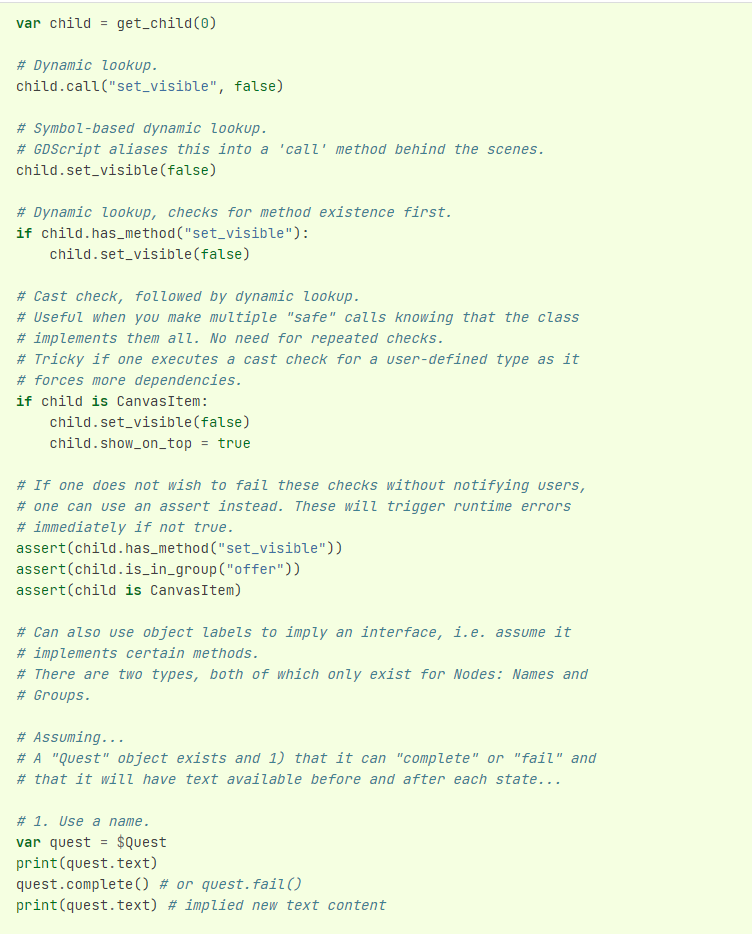 var child = get_child(0)
# Dynamic lookup.
child.call("set_visible", false)
# Symbol-based dynamic lookup.
# GDScript aliases this into a 'call' method behind the scenes.
child.set_visible(false)
# Dynamic lookup, checks for method existence first.
if child.has_method("set_visible"):
    child.set_visible(false)
# Cast check, followed by dynamic lookup.
# Useful when you make multiple "safe" calls knowing that the class
# implements them all. No need for repeated checks.
# Tricky if one executes a cast check for a user-defined type as it
# forces more dependencies.
if child is CanvasItem:
    child.set_visible(false)
    child.show_on_top = true
# If one does not wish to fail these checks without notifying users,
# one can use an assert instead. These will trigger runtime errors
# immediately if not true.
assert(child.has_method("set_visible"))
assert(child.is_in_group("offer"))
assert(child is CanvasItem)
# Can also use object labels to imply an interface, i.e. assume it
# implements certain methods.
# There are two types, both of which only exist for Nodes: Names and
# Groups.
# Assuming...
# A "Quest" object exists and 1) that it can "complete" or "fail" and
# that it will have text available before and after each state...
# 1. Use a name.
var quest = $Quest
print(quest.text)
quest.complete() # or quest.fail()
print(quest.text) # implied new text content